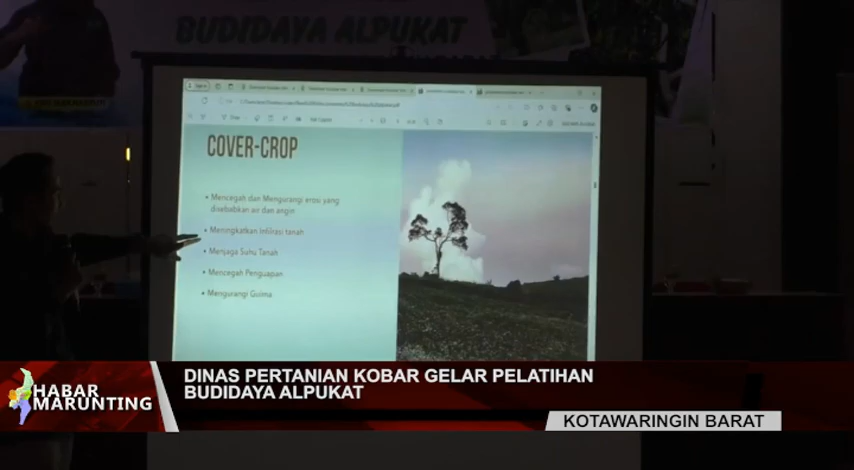 BUDIDAYA ALPUKAT
COVER-CROP
• Mencegah dan Mengurangi erosi yang
disebabkan air dan angin
• Meningkatkan Infilrasi tanah
• Menjaga Suhu Tanah
• Mencegah Penguapan
• Mengurangi Gulma
HABAR
MARUNTING
DINAS PERTANIAN KOBAR GELAR PELATIHAN
BUDIDAYA ALPUKAT
KOTAWARINGIN BARAT